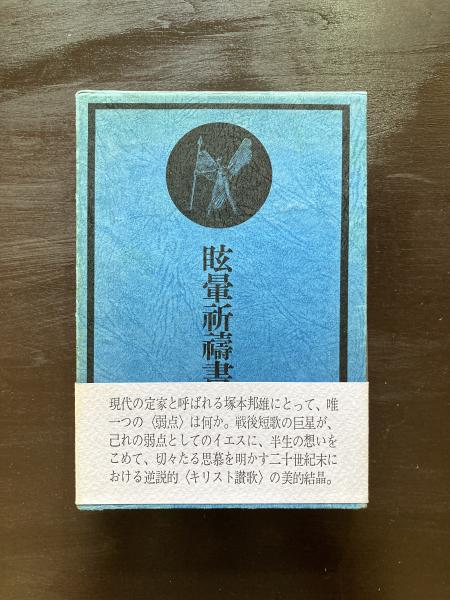 眩暈祈禱書
現代の定家と呼ばれる塚本邦雄にとって、唯
一つの〈弱点〉は何か。戦後短歌の巨星が、
己れの弱点としてのイエスに、半生の想いを
こめて、切々たる思慕を明かす二十世紀末に
おける逆説的〈キリスト讃歌〉の美的結晶。